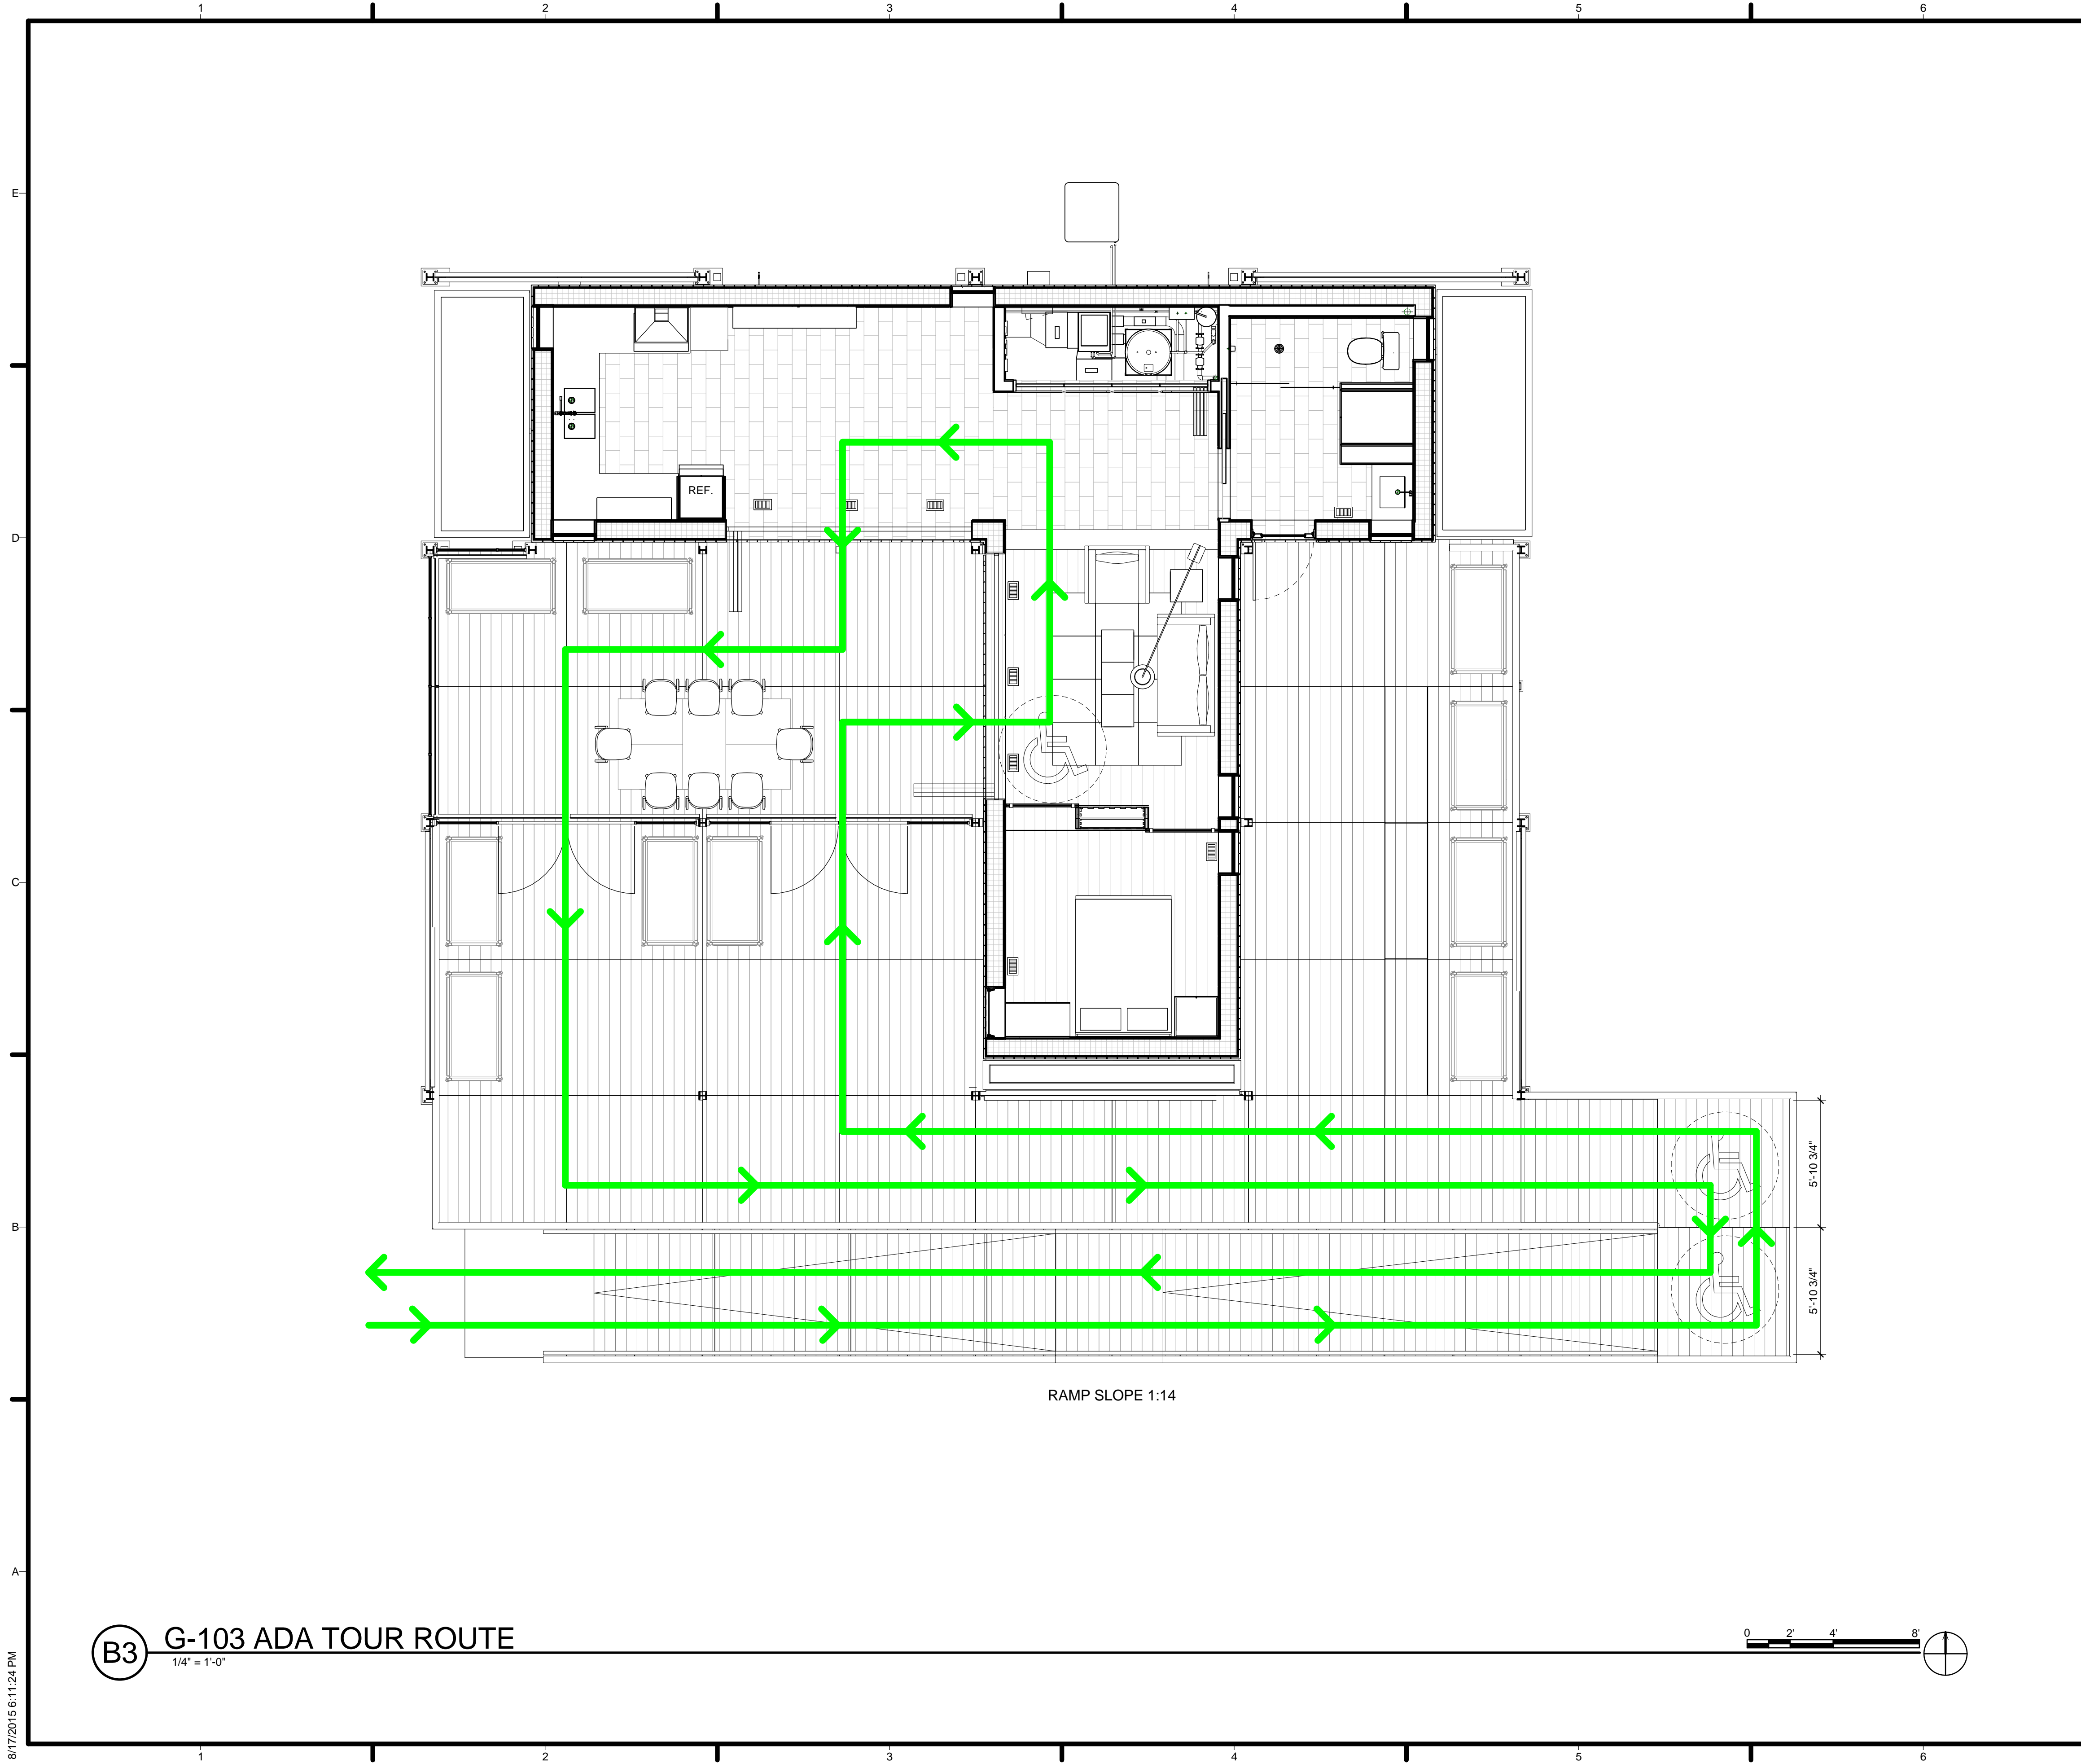 1 2 3 4 5 6
E
REF.
D
C
5'-10 3/4"
B
5'-10 3/4"
RAMP SLOPE 1:14
A
B3 G-103 ADA TOUR ROUTE
1/4" = 1'-0"
0 2' 4' 8'
8/17/2015 6:11:24 PM
1 2 3 4 5 6